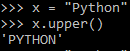 >>> x = "Python"
>>> x.upper()
'PYTHON'